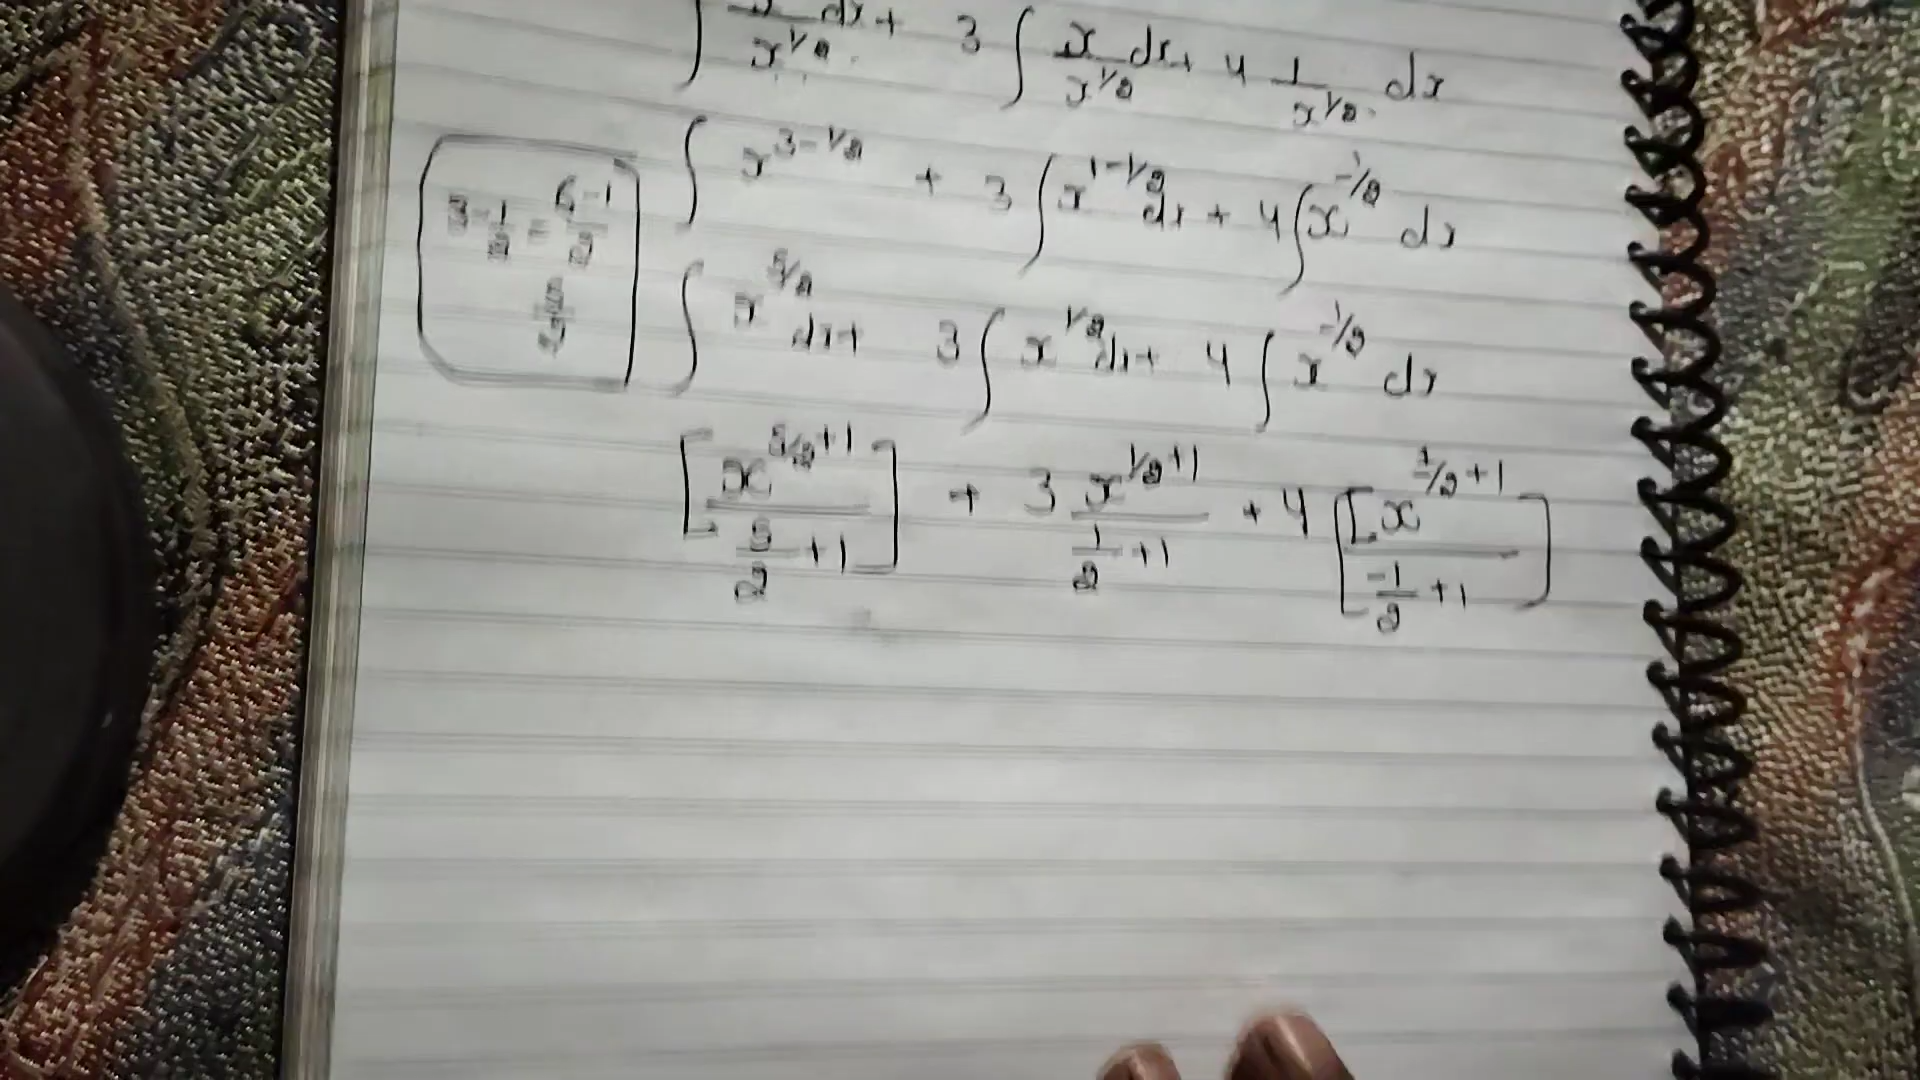 ∫ x/x^1/2 dx + 3 ∫ x/x^1/2 dx + 4 1/x^1/2 dx
∫ x^3-1/2 + 3 ∫ x^1-1/2 dx + 4 ∫ x^-1/2 dx
3-1/2 = 6-1/2
5/2
∫ x^5/2 dx + 3 ∫ x^1/2 dx + 4 ∫ x^-1/2 dx
[x^5/2+1 / 5/2+1] + 3 x^1/2+1 / 1/2+1 + 4 [x^-1/2+1 / -1/2+1]